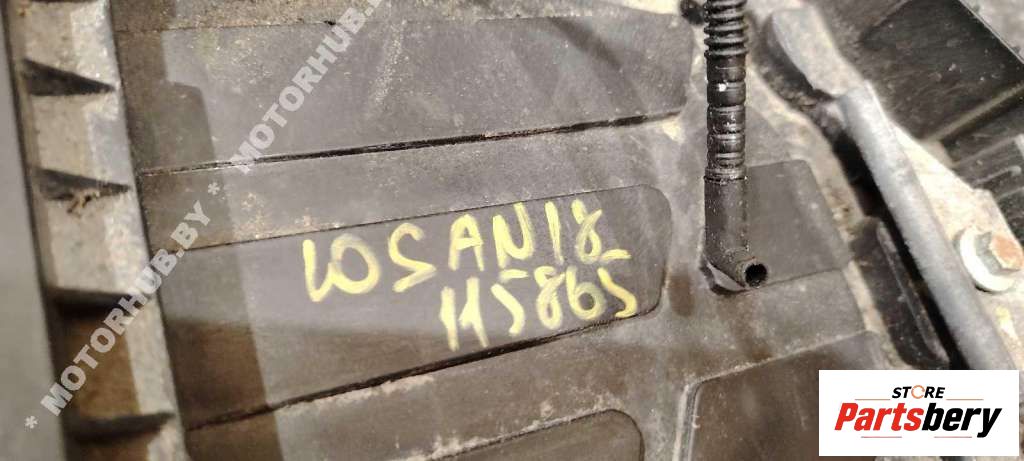 * MOTORHUB.BY * MOTORHUB.BY
LOSAN18
115865
STORE
Partsbery